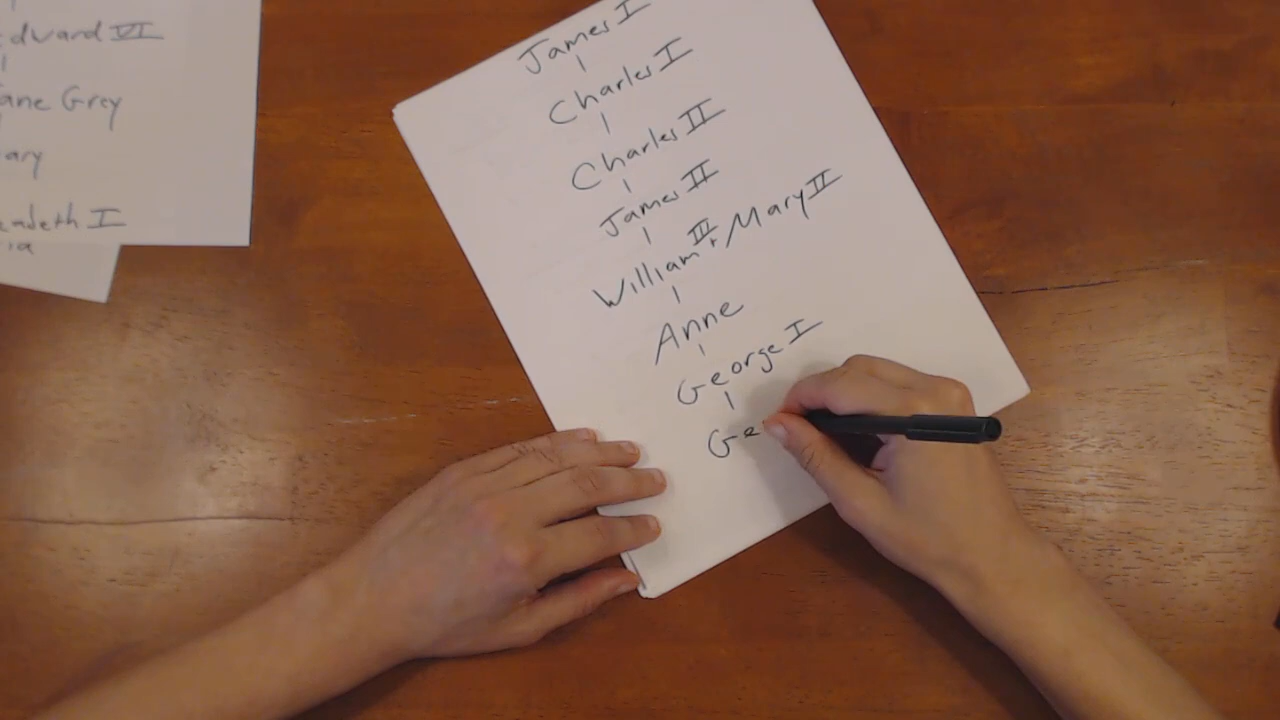 dward VI
ane Grey
ary
abeth I
ia
James I
Charles I
Charles II
James II
William III + Mary II
Anne
George I
Ge